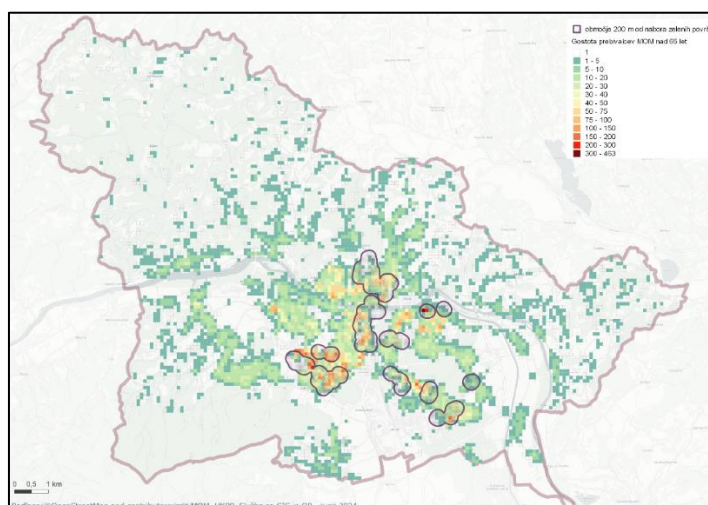 območje 200 m od nabora zelenih površ
Gostota prebivalcev MOM nad 65 let
1
1 - 5
5 - 10
10 - 20
20 - 30
30 - 40
40 - 50
50 - 75
75 - 100
100 - 150
150 - 200
200 - 300
300 - 463
0 0,5 1 km